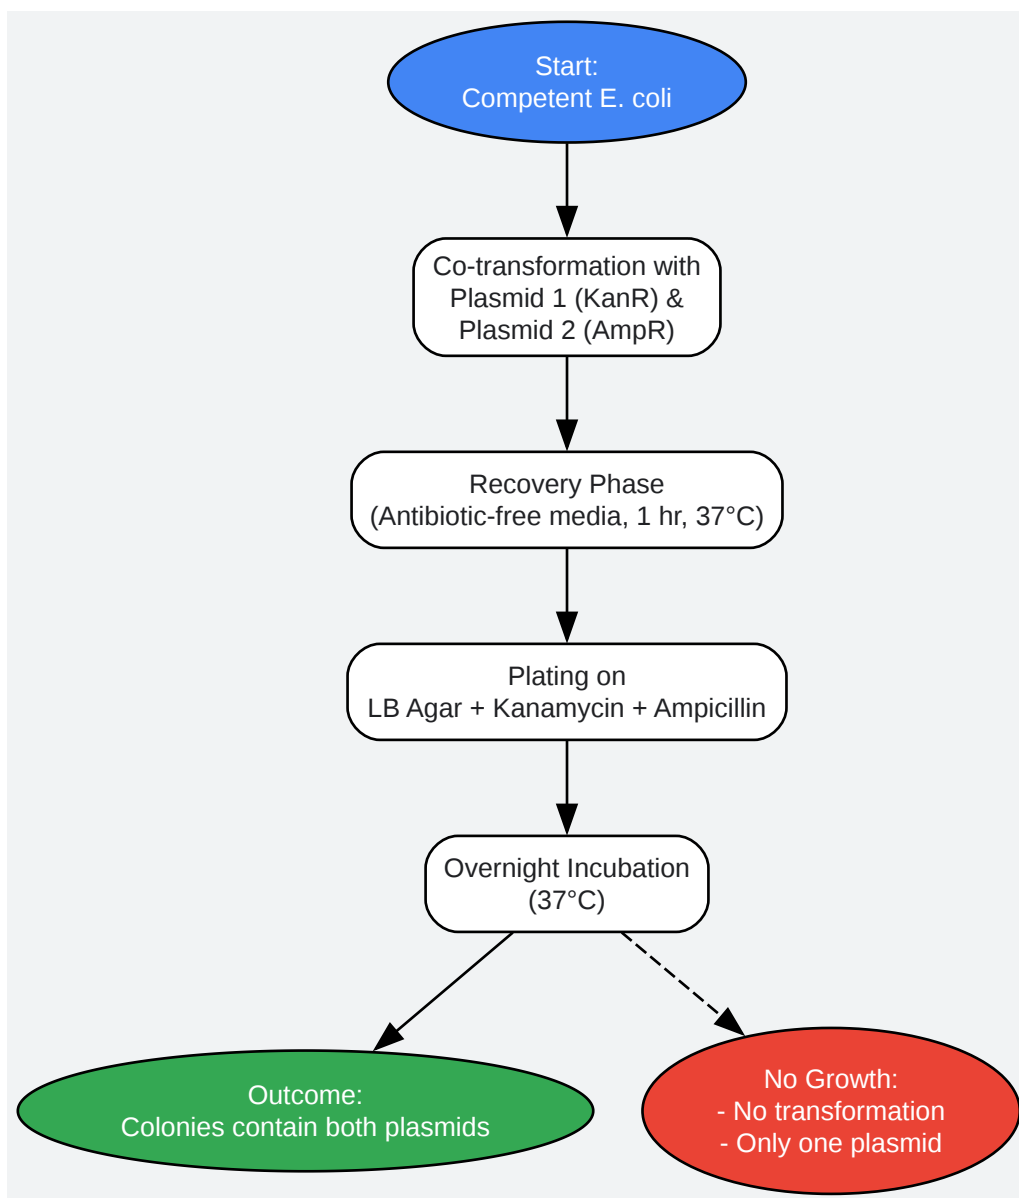 Start:
Competent E. coli
Co-transformation with
Plasmid 1 (KanR) &
Plasmid 2 (AmpR)
Recovery Phase
(Antibiotic-free media, 1 hr, 37°C)
Plating on
LB Agar + Kanamycin + Ampicillin
Overnight Incubation
(37°C)
Outcome:
Colonies contain both plasmids
No Growth:
- No transformation
- Only one plasmid